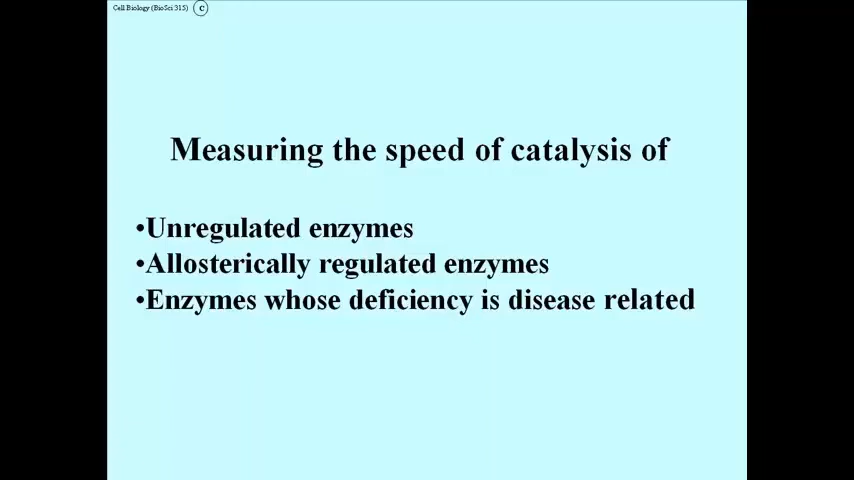 Cell Biology (BioSci 315) C
Measuring the speed of catalysis of
•Unregulated enzymes
•Allosterically regulated enzymes
•Enzymes whose deficiency is disease related